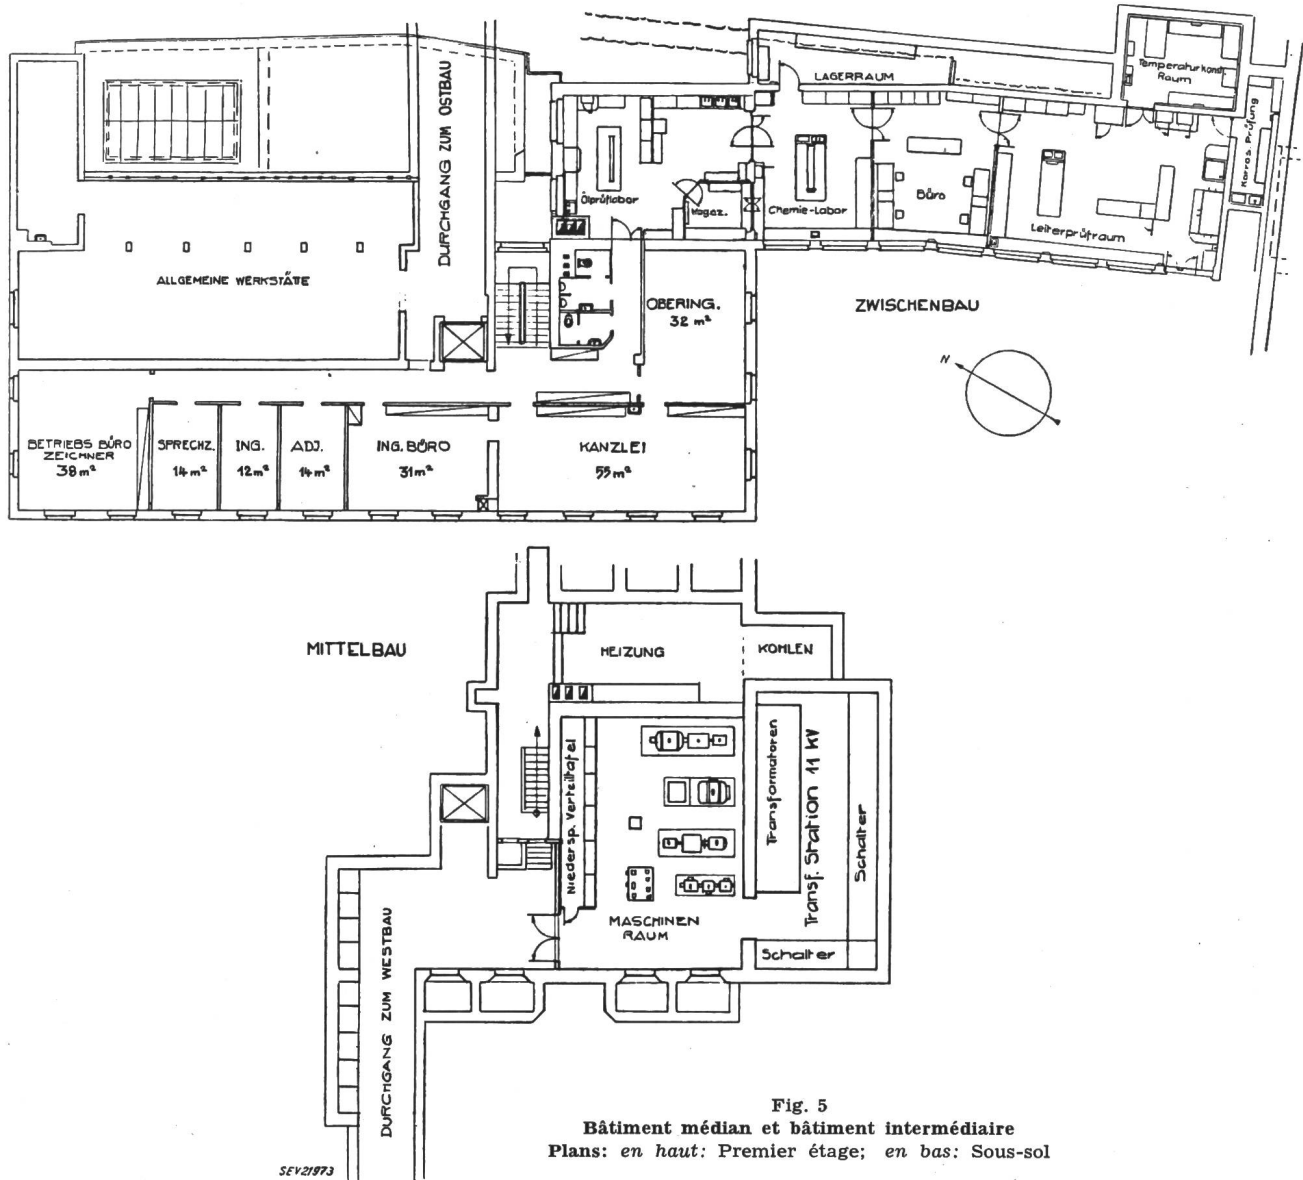 DURCHGANG ZUM OSTBAU
LAGERRAUM
Temperaturkonst.
Raum
Korros. Prüfung
Ölprüflabor
Magaz.
Chemie-Labor
Büro
Leiterprüfraum
ALLGEMEINE WERKSTÄTTE
OBERING.
32 m²
ZWISCHENBAU
N
BETRIEBS BÜRO
ZEICHNER
38 m²
SPRECHZ.
14 m²
ING.
12 m²
ADJ.
14 m²
ING. BÜRO
31 m²
KANZLEI
55 m²
MITTELBAU
HEIZUNG
KOHLEN
Niedersp. Verteiltafel
Transformatoren
Transf. Station 11 KV
Schalter
MASCHINEN
RAUM
Schalter
DURCHGANG ZUM WESTBAU
SEV21973
Fig. 5
Bâtiment médian et bâtiment intermédiaire
Plans: en haut: Premier étage; en bas: Sous-sol